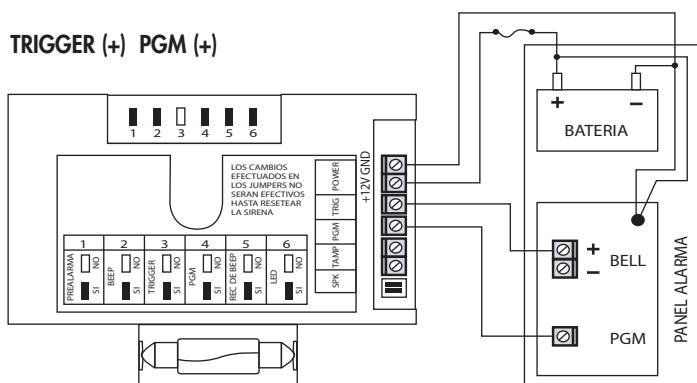 TRIGGER (+) PGM (+)
1 2 3 4 5 6
LOS CAMBIOS
EFECTUADOS EN
LOS JUMPERS NO
SERAN EFECTIVOS
HASTA RESETEAR
LA SIRENA
POWER
TRIG
PGM
TAMP
SPK
+12V GND
1 2 3 4 5 6
PREALARMA
NO
SI
BEEP
NO
SI
TRIGGER
NO
SI
PGM
NO
SI
REC DE BEEP
NO
SI
LED
NO
SI
+ −
BATERIA
+
−
BELL
PGM
PANEL ALARMA